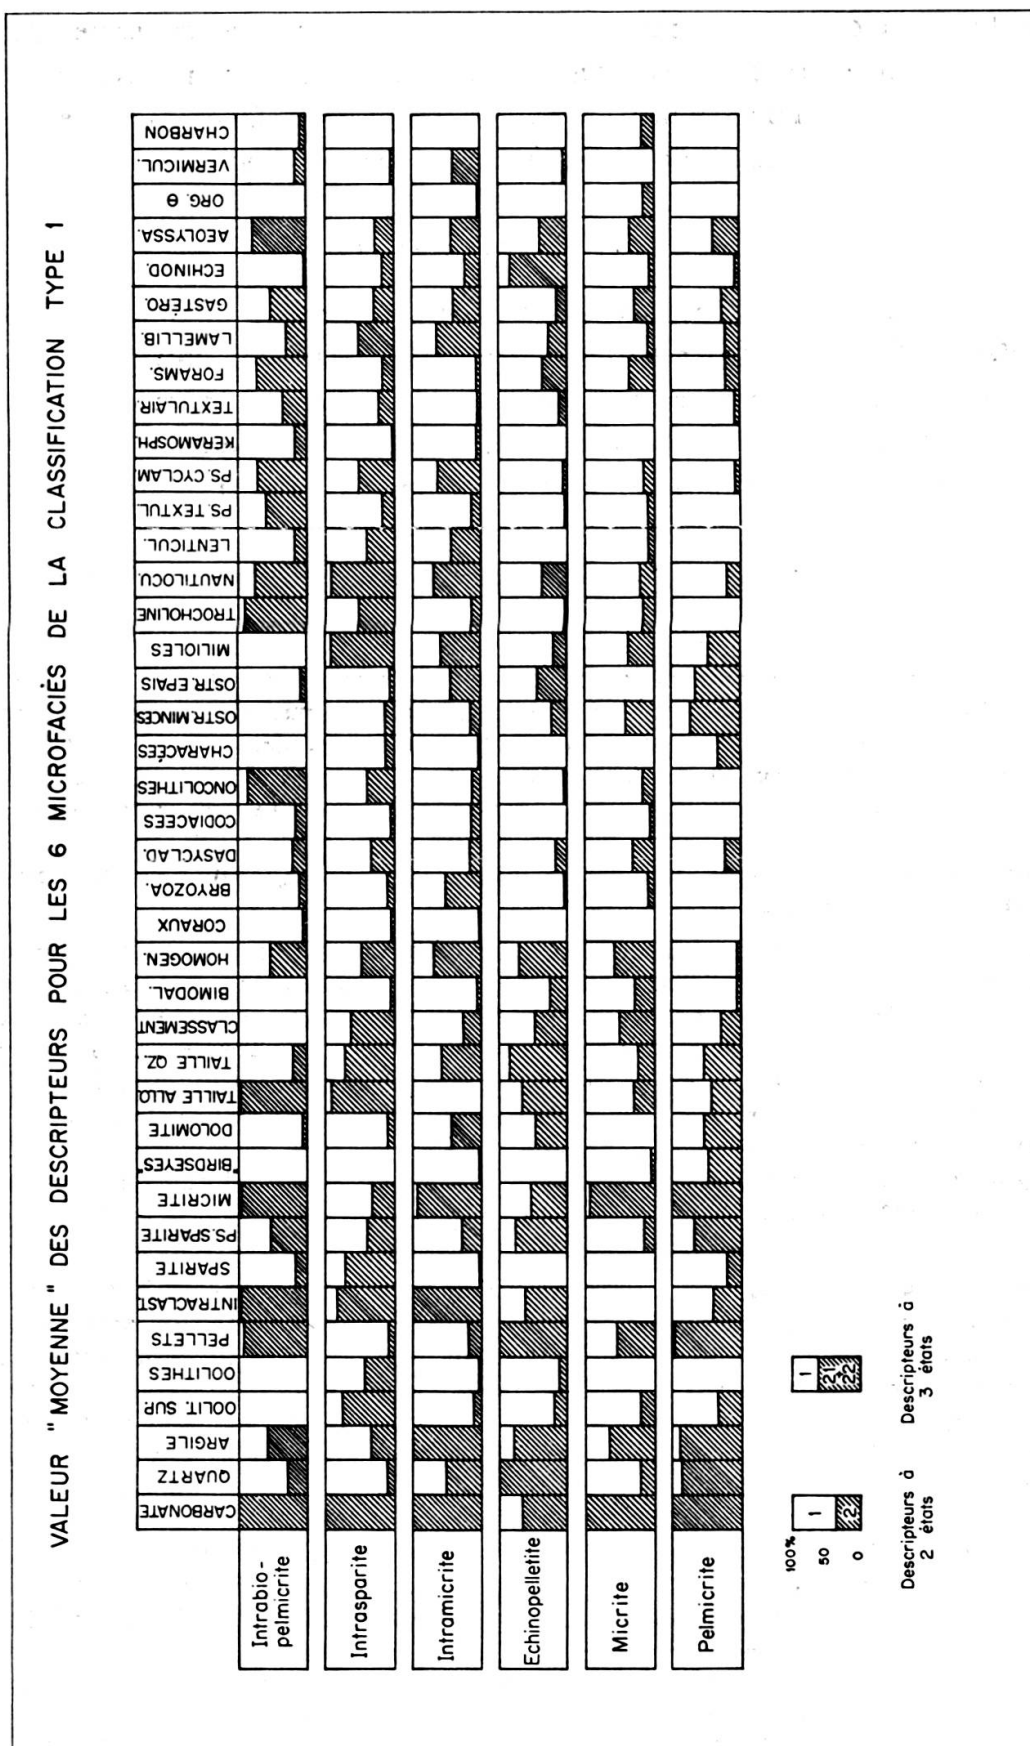 VALEUR "MOYENNE" DES DESCRIPTEURS POUR LES 6 MICROFACIÈS DE LA CLASSIFICATION TYPE 1
CARBONATE
QUARTZ
ARGILE
OOLIT. SUR
OOLITHES
PELLETS
INTRACLAST.
SPARITE
PS.SPARITE
MICRITE
"BIRDSEYES"
DOLOMITE
TAILLE ALLO.
TAILLE QZ.
CLASSEMENT
BIMODAL.
HOMOGEN.
CORAUX
BRYOZOA.
DASYCLAD.
CODIACEES
ONCOLITHES
CHARACÉES
OSTR.MINCES
OSTR.EPAIS
MILIOLES
TROCHOLINE
NAUTILOCU.
LENTICUL.
PS.TEXTUL.
PS.CYCLAM.
KERAMOSPH.
TEXTULAIR.
FORAMS.
LAMELLIB.
GASTÉRO.
ECHINOD.
AEOLYSSA.
ORG. Θ
VERMICUL.
CHARBON
Intrabio-
pelmicrite
Intrasparite
Intramicrite
Echinopelletite
Micrite
Pelmicrite
100%
50
0
1
2
Descripteurs à
2 états
1
21
22
Descripteurs à
3 états